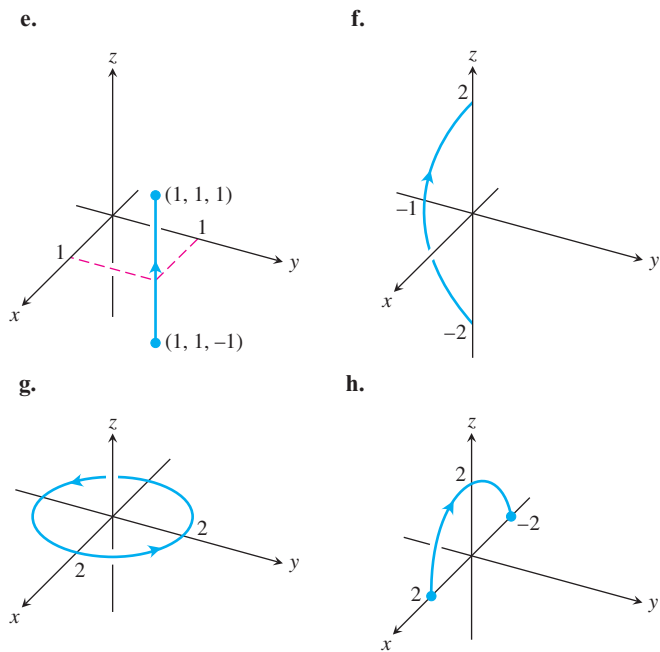 e.
z
(1, 1, 1)
1
1
y
x
(1, 1, –1)
f.
z
2
–1
y
x
–2
g.
z
2
2
y
x
h.
z
2
–2
2
y
x